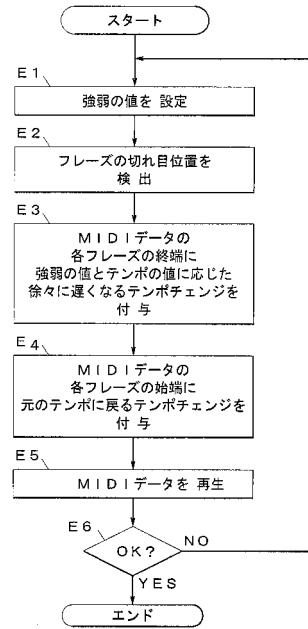 スタート
E1
強弱の値を 設定
E2
フレーズの切れ目位置を
検 出
E3
MIDIデータの
各フレーズの終端に
強弱の値とテンポの値に応じた
徐々に遅くなるテンポチェンジを
付 与
E4
MIDIデータの
各フレーズの始端に
元のテンポに戻るテンポチェンジを
付 与
E5
MIDIデータを 再生
E6
OK?
NO
YES
エンド